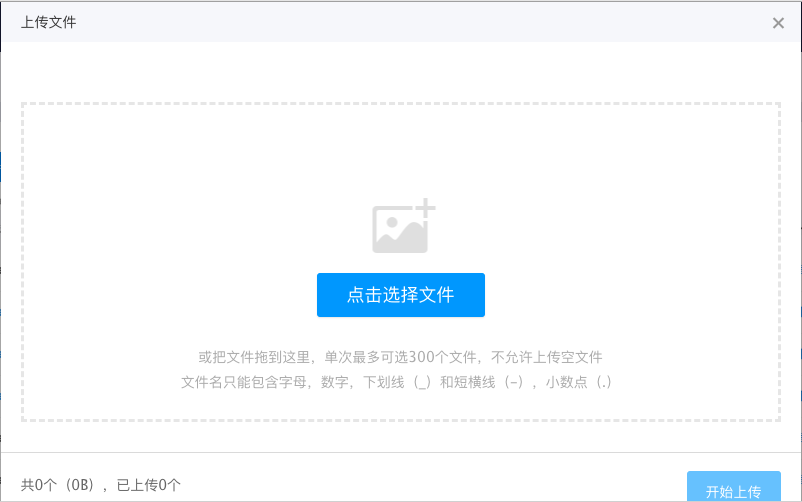 上传文件
点击选择文件
或把文件拖到这里，单次最多可选300个文件，不允许上传空文件
文件名只能包含字母，数字，下划线（_）和短横线（-），小数点（.）
共0个（0B），已上传0个
开始上传